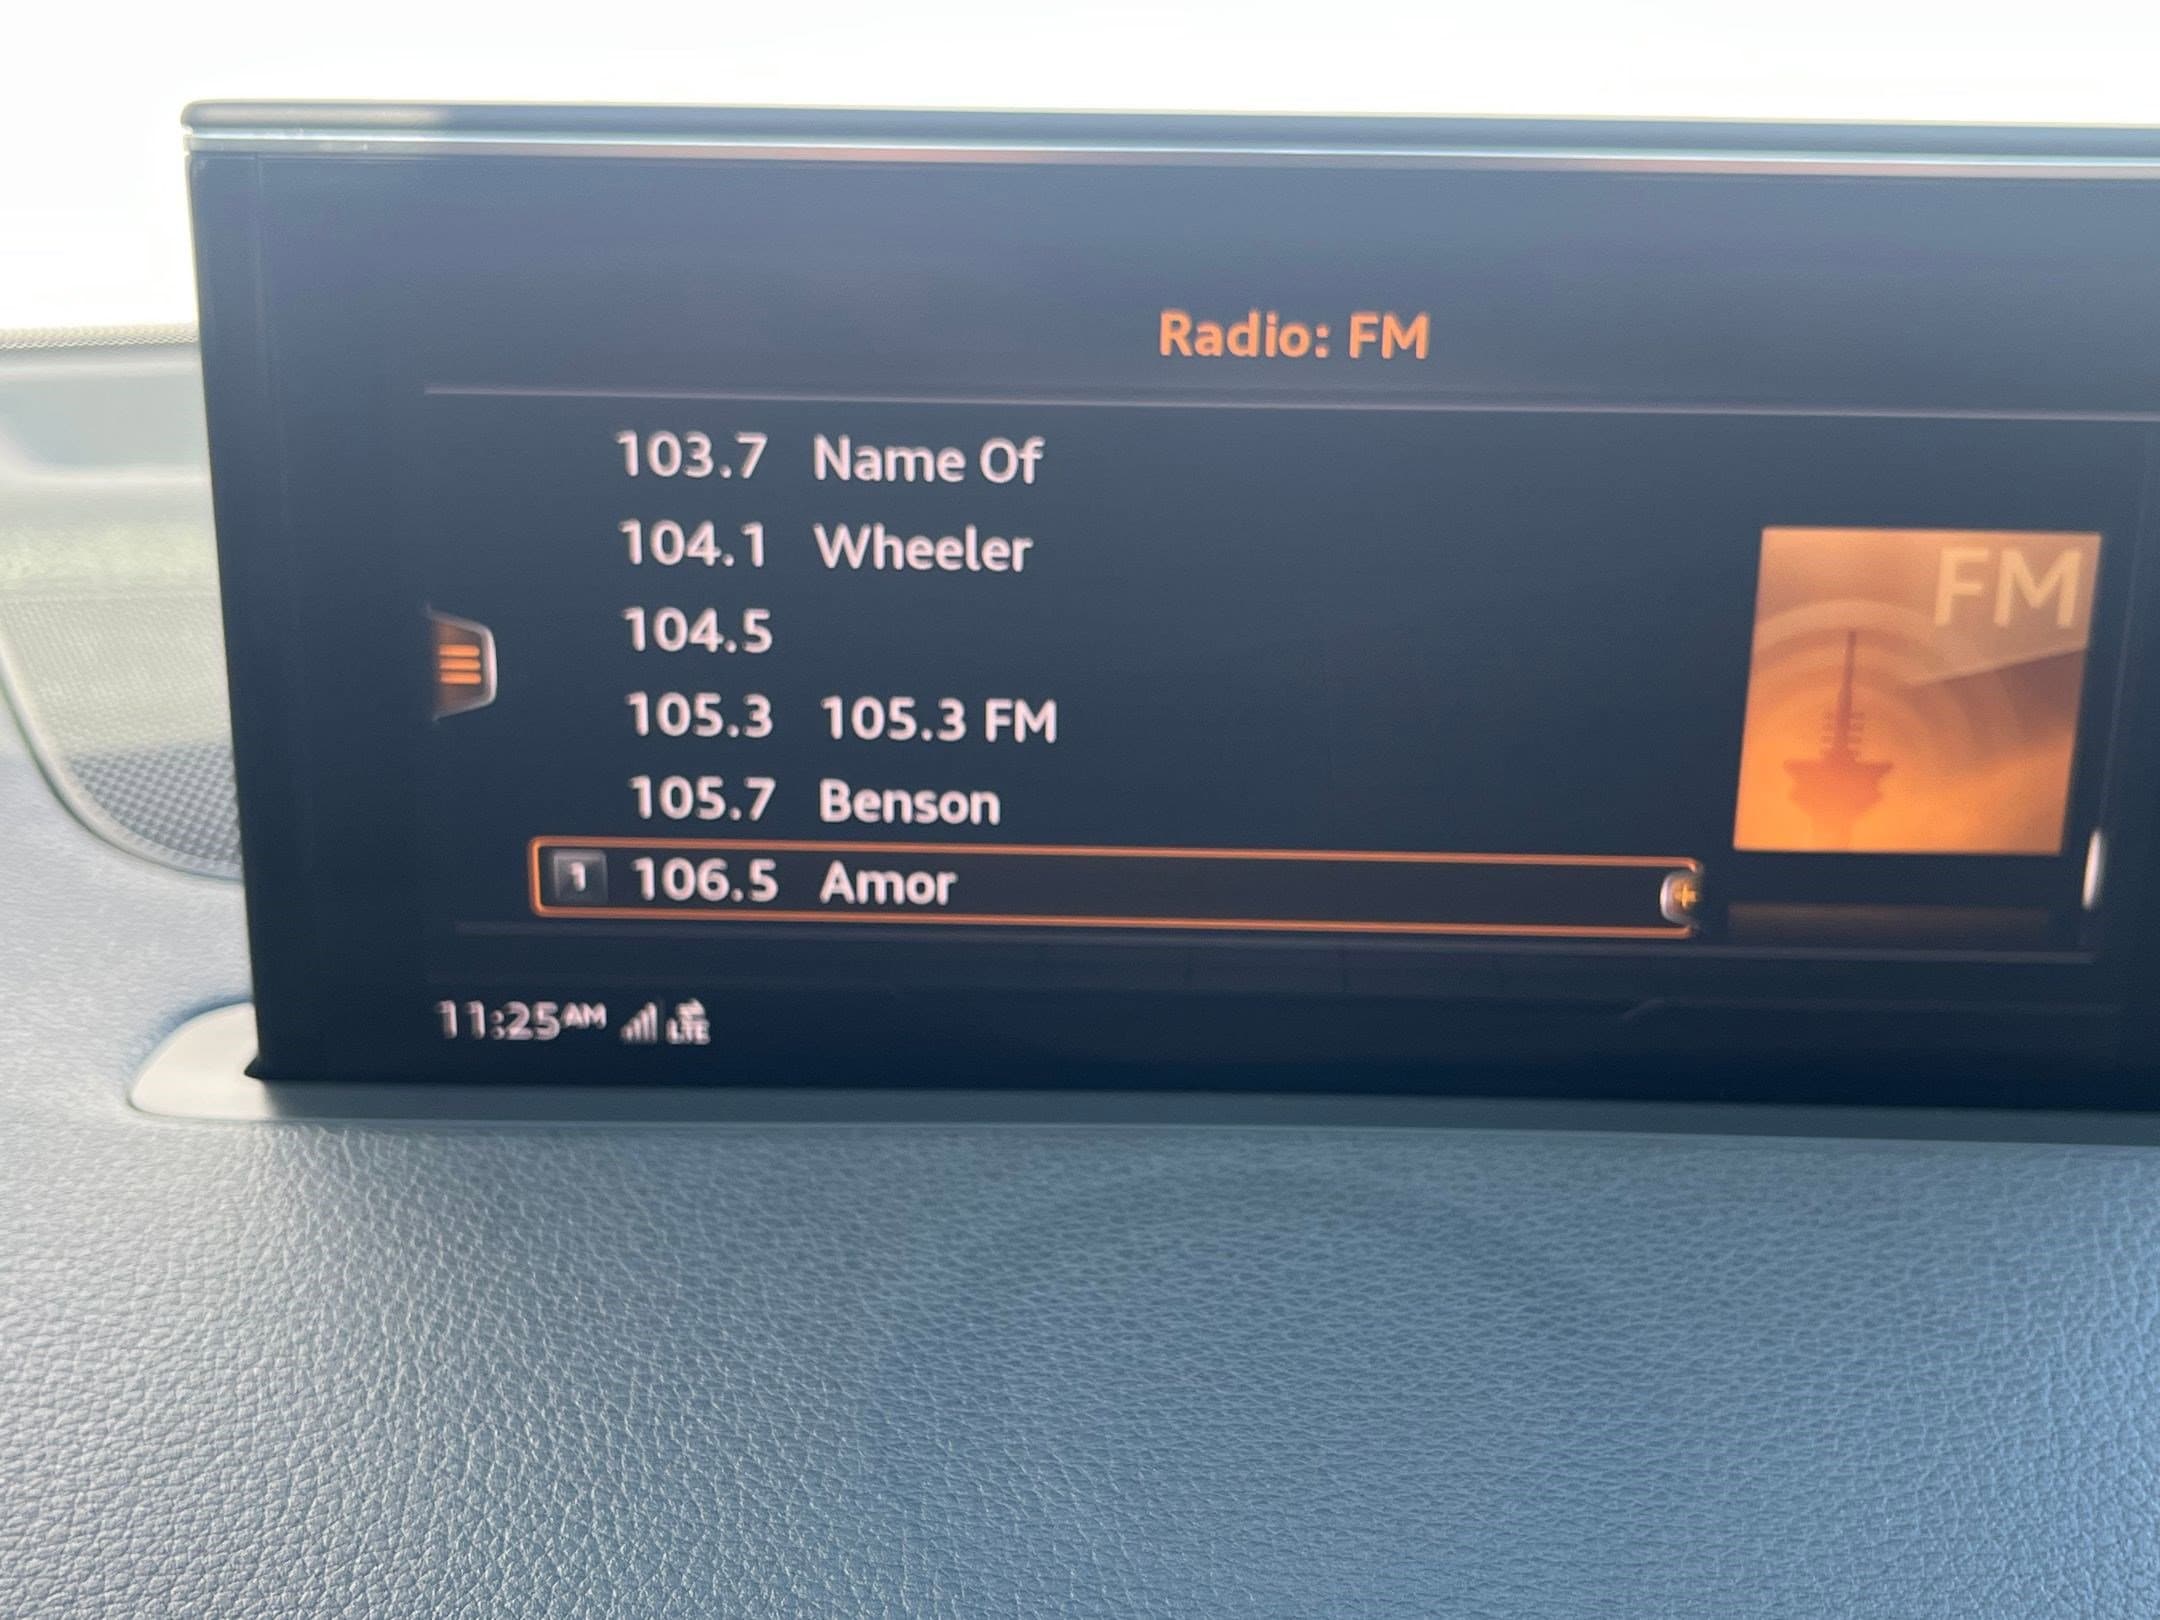 Radio: FM
103.7 Name Of
104.1 Wheeler
104.5
105.3 105.3 FM
105.7 Benson
1 106.5 Amor
FM
11:25AM LTE